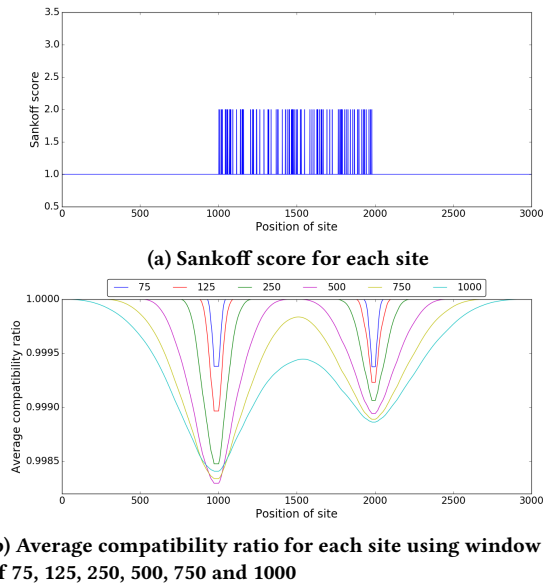 3.5
3.0
2.5
2.0
1.5
1.0
0.5
Sankoff score
0 500 1000 1500 2000 2500 3000
Position of site
(a) Sankoff score for each site
75 125 250 500 750 1000
1.0000
0.9995
0.9990
0.9985
Average compatibility ratio
0 500 1000 1500 2000 2500 3000
Position of site
) Average compatibility ratio for each site using window
f 75, 125, 250, 500, 750 and 1000